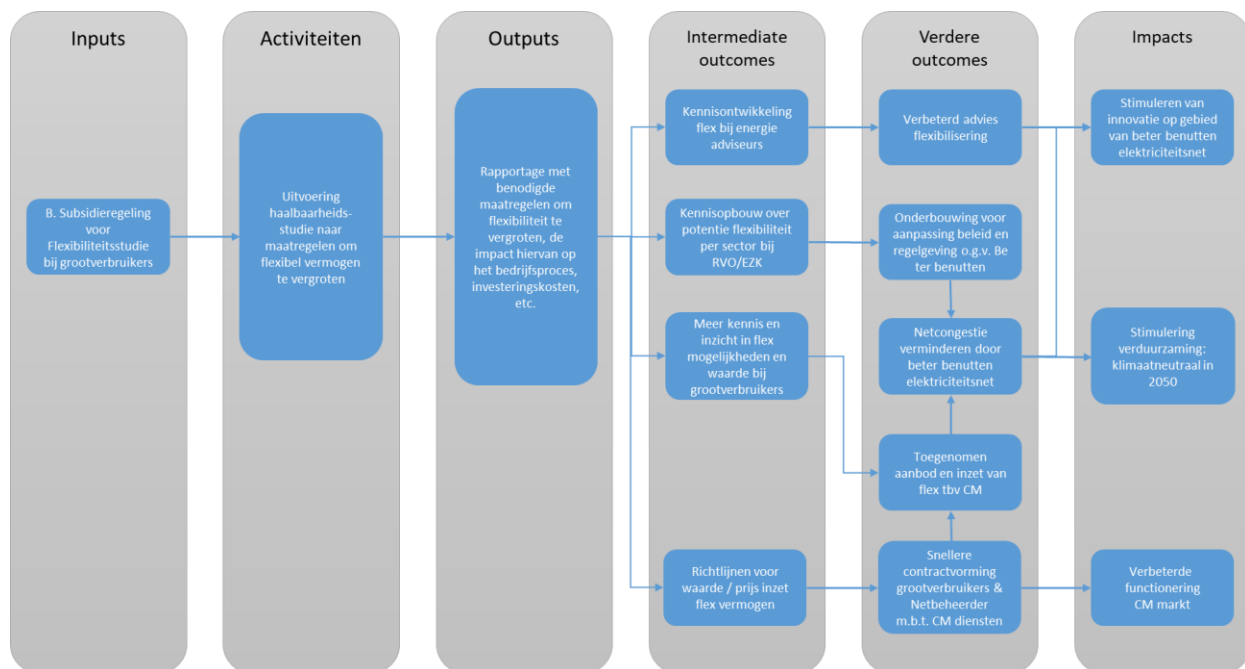 Inputs
B. Subsidieregeling
voor
Flexibiliteitsstudie
bij grootverbruikers
Activiteiten
Uitvoering
haalbaarheids-
studie naar
maatregelen om
flexibel vermogen
te vergroten
Outputs
Rapportage met
benodigde
maatregelen om
flexibiliteit te
vergroten, de
impact hiervan op
het bedrijfsproces,
investeringskosten,
etc.
Intermediate
outcomes
Kennisontwikkeling
flex bij energie
adviseurs
Kennisopbouw over
potentie flexibiliteit
per sector bij
RVO/EZK
Meer kennis en
inzicht in flex
mogelijkheden en
waarde bij
grootverbruikers
Richtlijnen voor
waarde / prijs inzet
flex vermogen
Verdere
outcomes
Verbeterd advies
flexibilisering
Onderbouwing voor
aanpassing beleid en
regelgeving o.g.v. Be
ter benutten
Netcongestie
verminderen door
beter benutten
elektriciteitsnet
Toegenomen
aanbod en inzet van
flex tbv CM
Snellere
contractvorming
grootverbruikers &
Netbeheerder
m.b.t. CM diensten
Impacts
Stimuleren van
innovatie op gebied
van beter benutten
elektriciteitsnet
Stimulering
verduurzaming:
klimaatneutraal in
2050
Verbeterde
functionering
CM markt